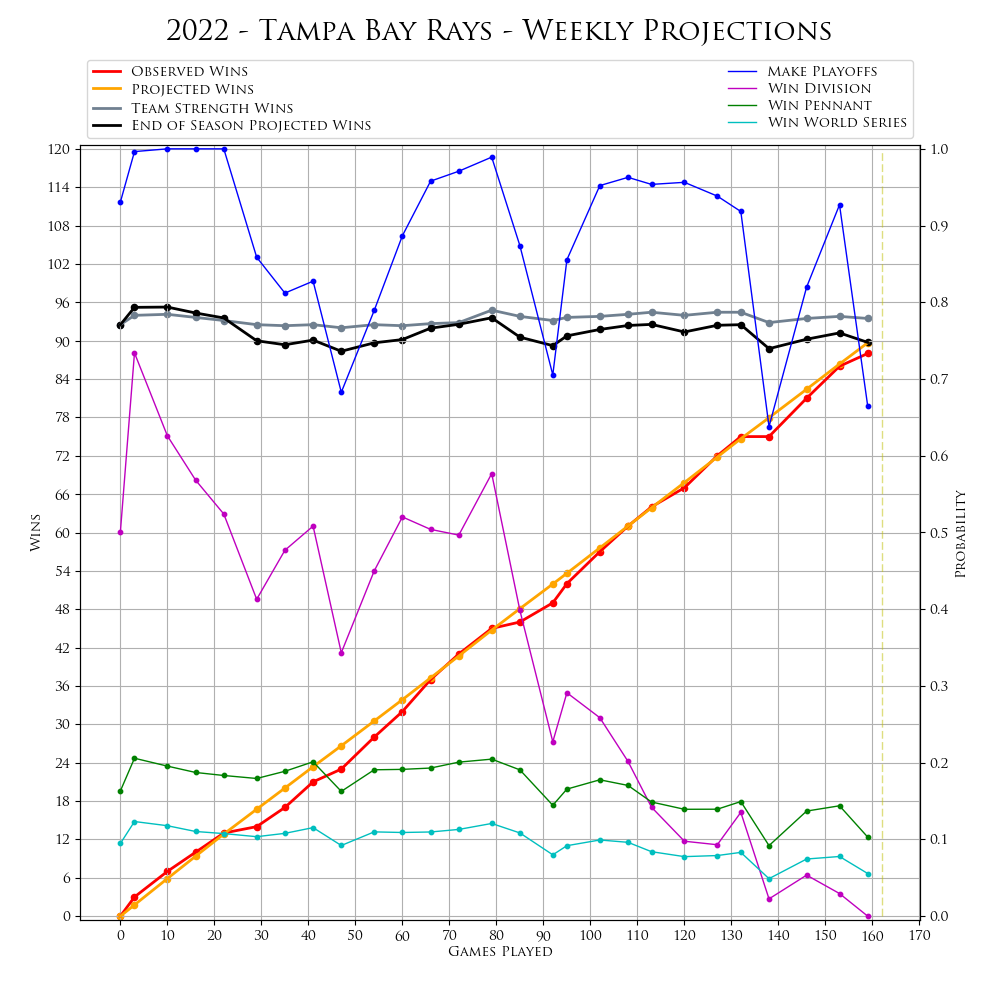 2022 - Tampa Bay Rays - Weekly Projections
Observed Wins
Projected Wins
Team Strength Wins
End of Season Projected Wins
Make Playoffs
Win Division
Win Pennant
Win World Series
120
114
108
102
96
90
84
78
72
66
60
54
48
42
36
30
24
18
12
6
0
Wins
1.0
0.9
0.8
0.7
0.6
0.5
0.4
0.3
0.2
0.1
0.0
Probability
0 10 20 30 40 50 60 70 80 90 100 110 120 130 140 150 160 170
Games Played